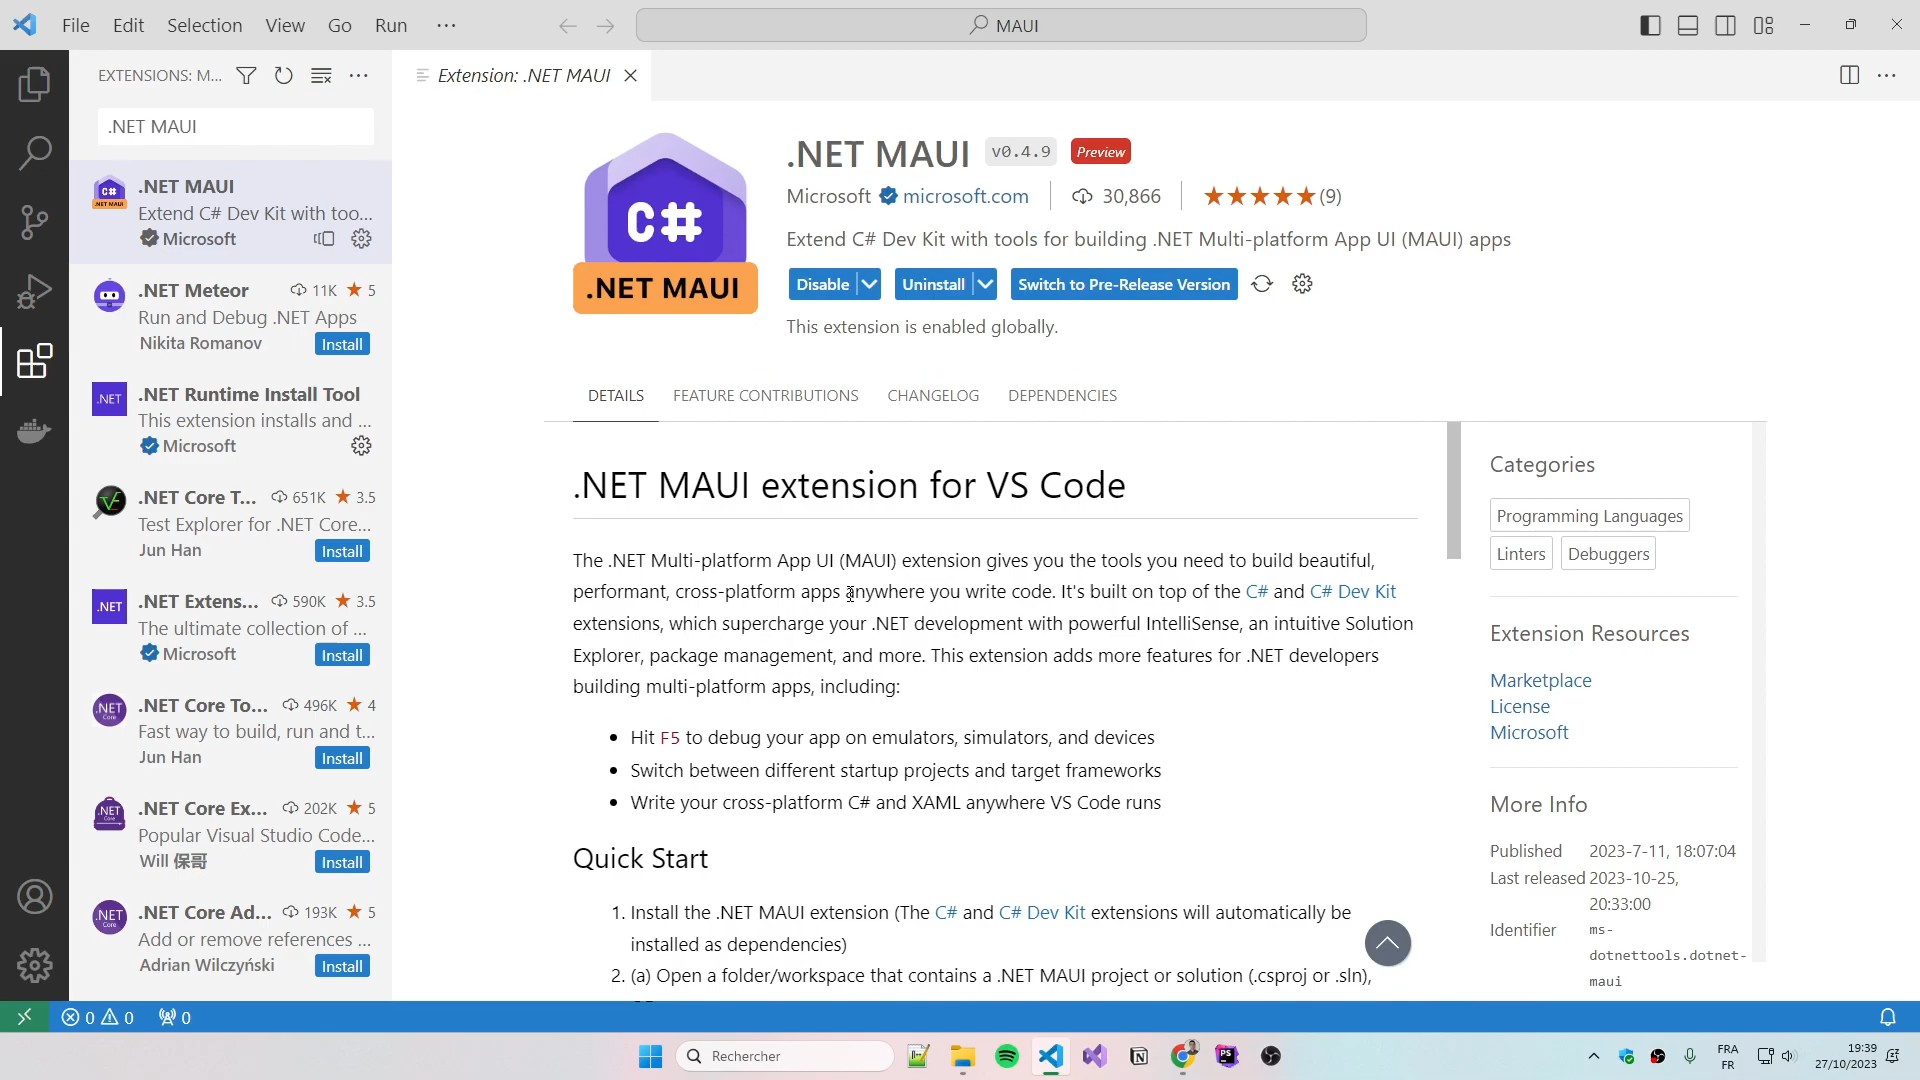 File Edit Selection View Go Run ···
MAUI
EXTENSIONS: M...
Extension: .NET MAUI
.NET MAUI
.NET MAUI
Extend C# Dev Kit with too...
Microsoft
.NET Meteor 11K 5
Run and Debug .NET Apps
Nikita Romanov Install
.NET Runtime Install Tool
This extension installs and ...
Microsoft
.NET Core T... 651K 3.5
Test Explorer for .NET Core...
Jun Han Install
.NET Extens... 590K 3.5
The ultimate collection of ...
Microsoft Install
.NET Core To... 496K 4
Fast way to build, run and t...
Jun Han Install
.NET Core Ex... 202K 5
Popular Visual Studio Code...
Will 保哥 Install
.NET Core Ad... 193K 5
Add or remove references ...
Adrian Wilczyński Install
C#
.NET MAUI
.NET MAUI v0.4.9 Preview
Microsoft microsoft.com 30,866 (9)
Extend C# Dev Kit with tools for building .NET Multi-platform App UI (MAUI) apps
Disable Uninstall Switch to Pre-Release Version
This extension is enabled globally.
DETAILS FEATURE CONTRIBUTIONS CHANGELOG DEPENDENCIES
.NET MAUI extension for VS Code
The .NET Multi-platform App UI (MAUI) extension gives you the tools you need to build beautiful,
performant, cross-platform apps anywhere you write code. It's built on top of the C# and C# Dev Kit
extensions, which supercharge your .NET development with powerful IntelliSense, an intuitive Solution
Explorer, package management, and more. This extension adds more features for .NET developers
building multi-platform apps, including:
• Hit F5 to debug your app on emulators, simulators, and devices
• Switch between different startup projects and target frameworks
• Write your cross-platform C# and XAML anywhere VS Code runs
Quick Start
1. Install the .NET MAUI extension (The C# and C# Dev Kit extensions will automatically be
installed as dependencies)
2. (a) Open a folder/workspace that contains a .NET MAUI project or solution (.csproj or .sln),
Categories
Programming Languages
Linters Debuggers
Extension Resources
Marketplace
License
Microsoft
More Info
Published 2023-7-11, 18:07:04
Last released 2023-10-25,
20:33:00
Identifier ms-
dotnettools.dotnet-
maui
0 0 0
Rechercher
FRA
FR
19:39
27/10/2023